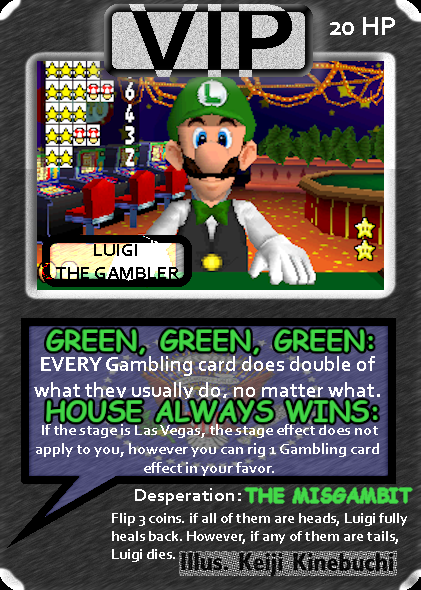 VIP
20 HP
6
4
3
2
L
LUIGI
THE GAMBLER
GREEN, GREEN, GREEN:
EVERY Gambling card does double of
what they usually do, no matter what.
HOUSE ALWAYS WINS:
If the stage is Las Vegas, the stage effect does not
apply to you, however you can rig 1 Gambling card
effect in your favor.
Desperation: THE MISGAMBIT
Flip 3 coins. if all of them are heads, Luigi fully
heals back. However, if any of them are tails,
Luigi dies.
Illus. Keiji Kinebuchi